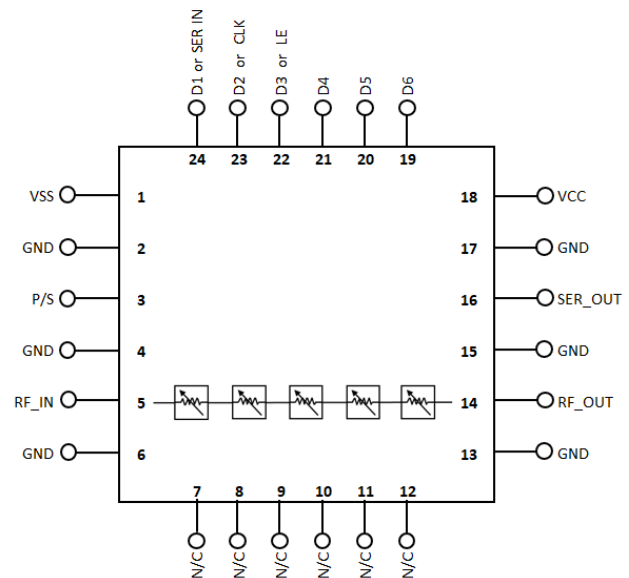 D1 or SER IN
D2 or CLK
D3 or LE
D4
D5
D6
24 23 22 21 20 19
VSS 1 18 VCC
GND 2 17 GND
P/S 3 16 SER_OUT
GND 4 15 GND
RF_IN 5 14 RF_OUT
GND 6 13 GND
7 8 9 10 11 12
N/C
N/C
N/C
N/C
N/C
N/C